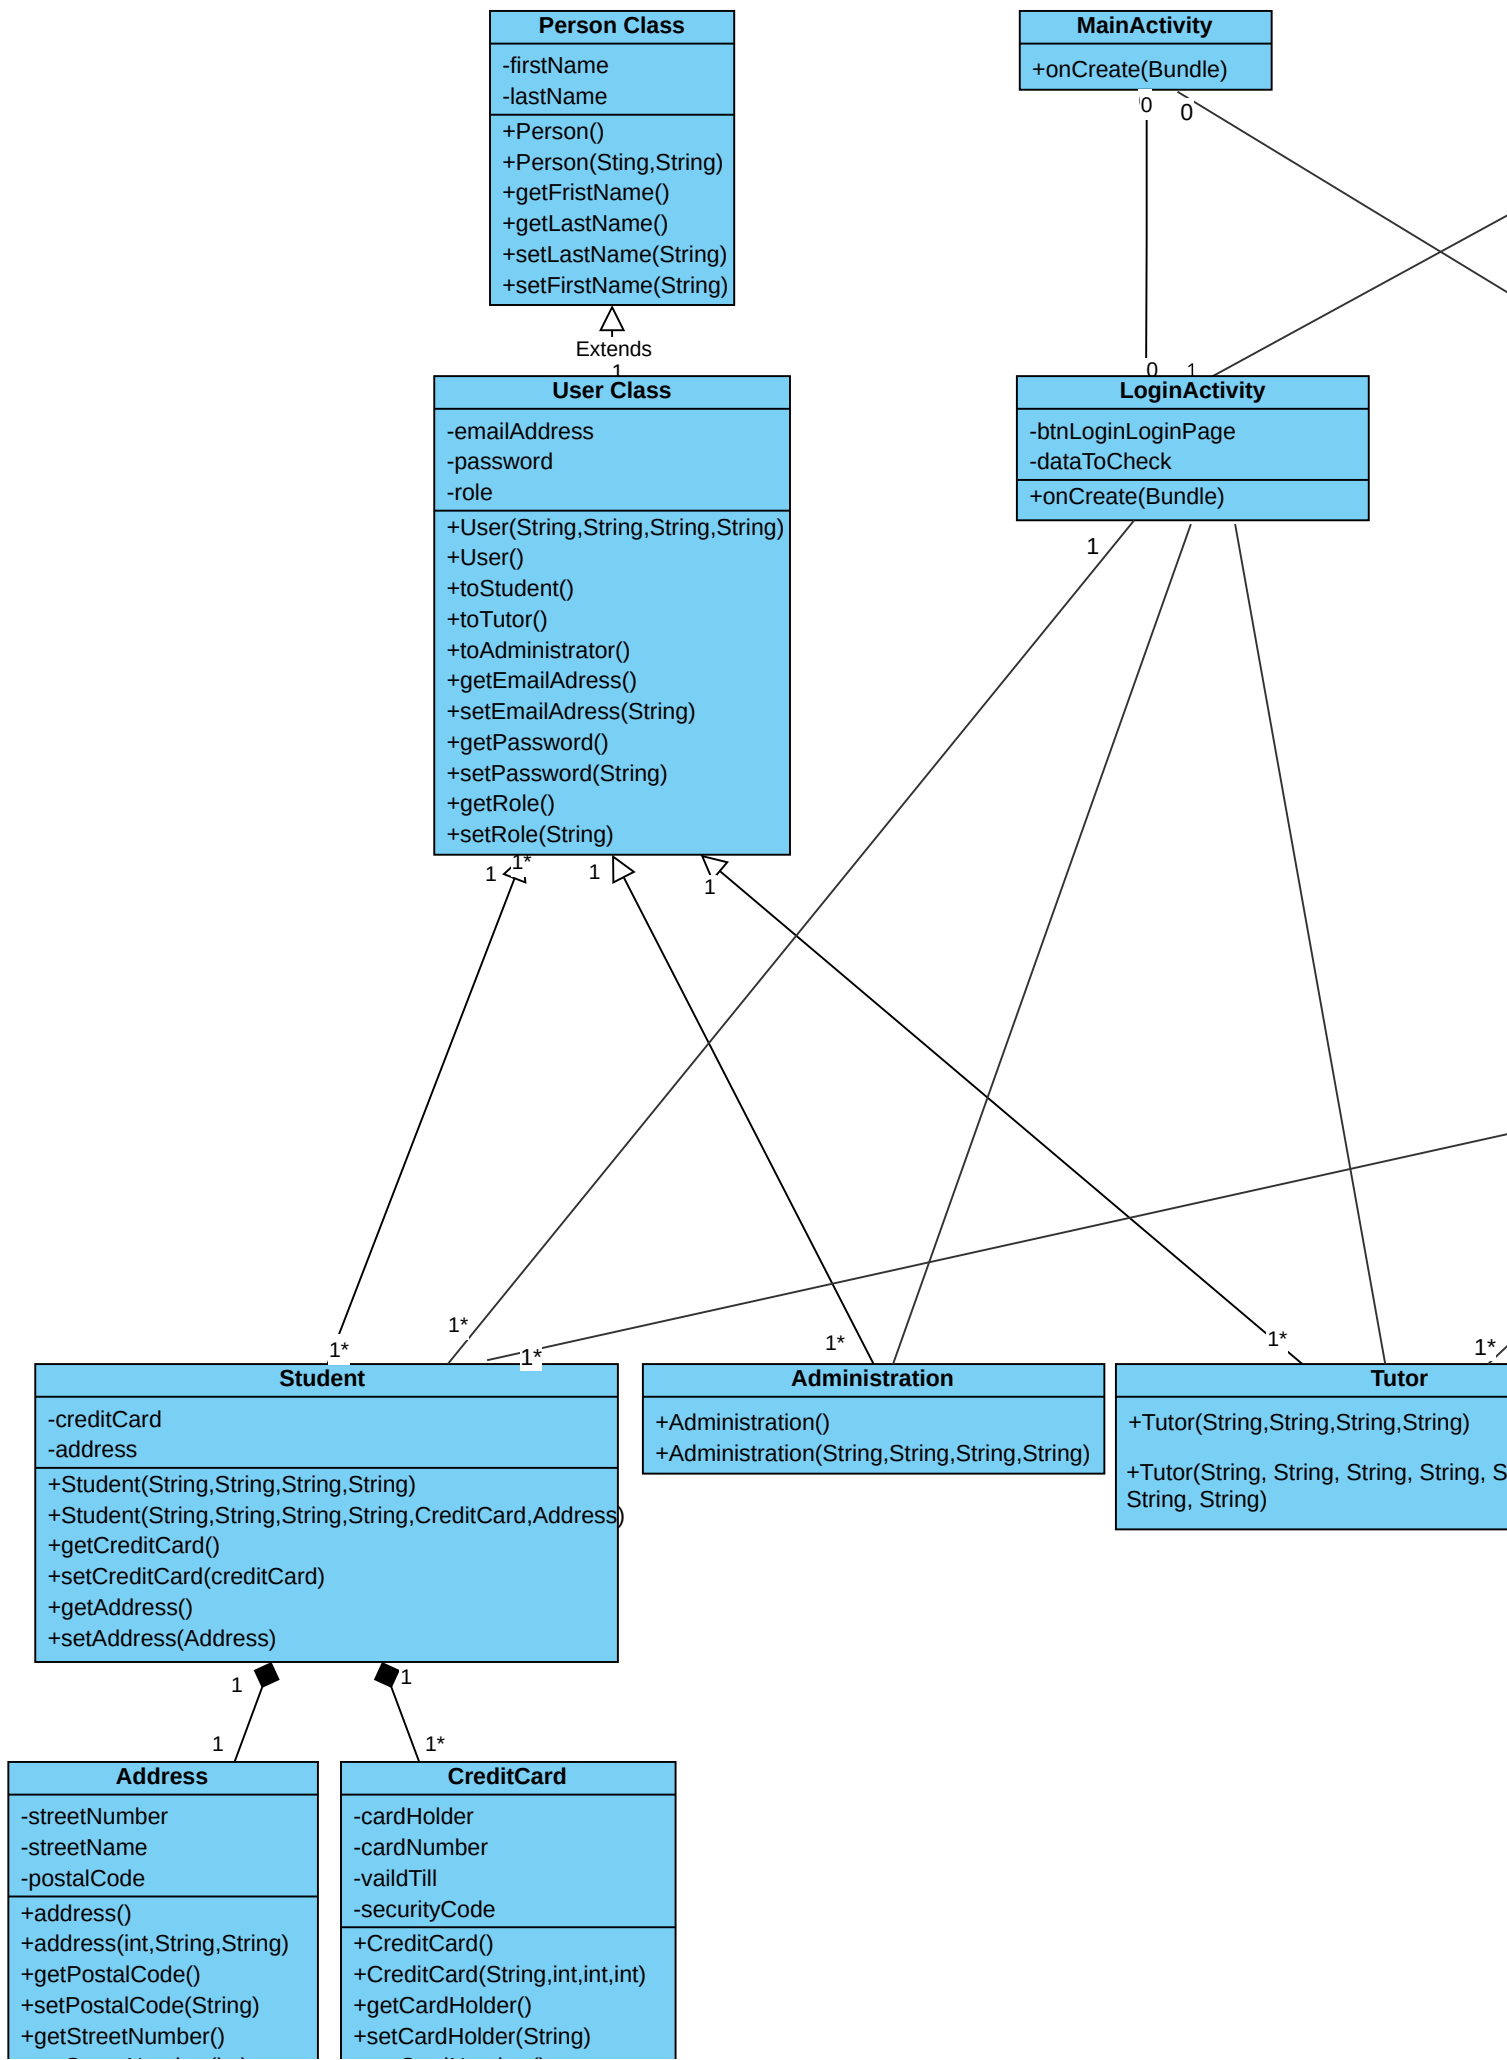 Person Class
-firstName
-lastName
+Person()
+Person(Sting,String)
+getFristName()
+getLastName()
+setLastName(String)
+setFirstName(String)
Extends
1
MainActivity
+onCreate(Bundle)
0
0
0
1
User Class
-emailAddress
-password
-role
+User(String,String,String,String)
+User()
+toStudent()
+toTutor()
+toAdministrator()
+getEmailAdress()
+setEmailAdress(String)
+getPassword()
+setPassword(String)
+getRole()
+setRole(String)
1
1*
1
1
LoginActivity
-btnLoginLoginPage
-dataToCheck
+onCreate(Bundle)
1
1*
1*
1*
1*
1*
1*
Student
-creditCard
-address
+Student(String,String,String,String)
+Student(String,String,String,String,CreditCard,Address)
+getCreditCard()
+setCreditCard(creditCard)
+getAddress()
+setAddress(Address)
Administration
+Administration()
+Administration(String,String,String,String)
Tutor
+Tutor(String,String,String,String)
+Tutor(String, String, String, String, S
String, String)
1
1
1
1*
Address
-streetNumber
-streetName
-postalCode
+address()
+address(int,String,String)
+getPostalCode()
+setPostalCode(String)
+getStreetNumber()
CreditCard
-cardHolder
-cardNumber
-vaildTill
-securityCode
+CreditCard()
+CreditCard(String,int,int,int)
+getCardHolder()
+setCardHolder(String)